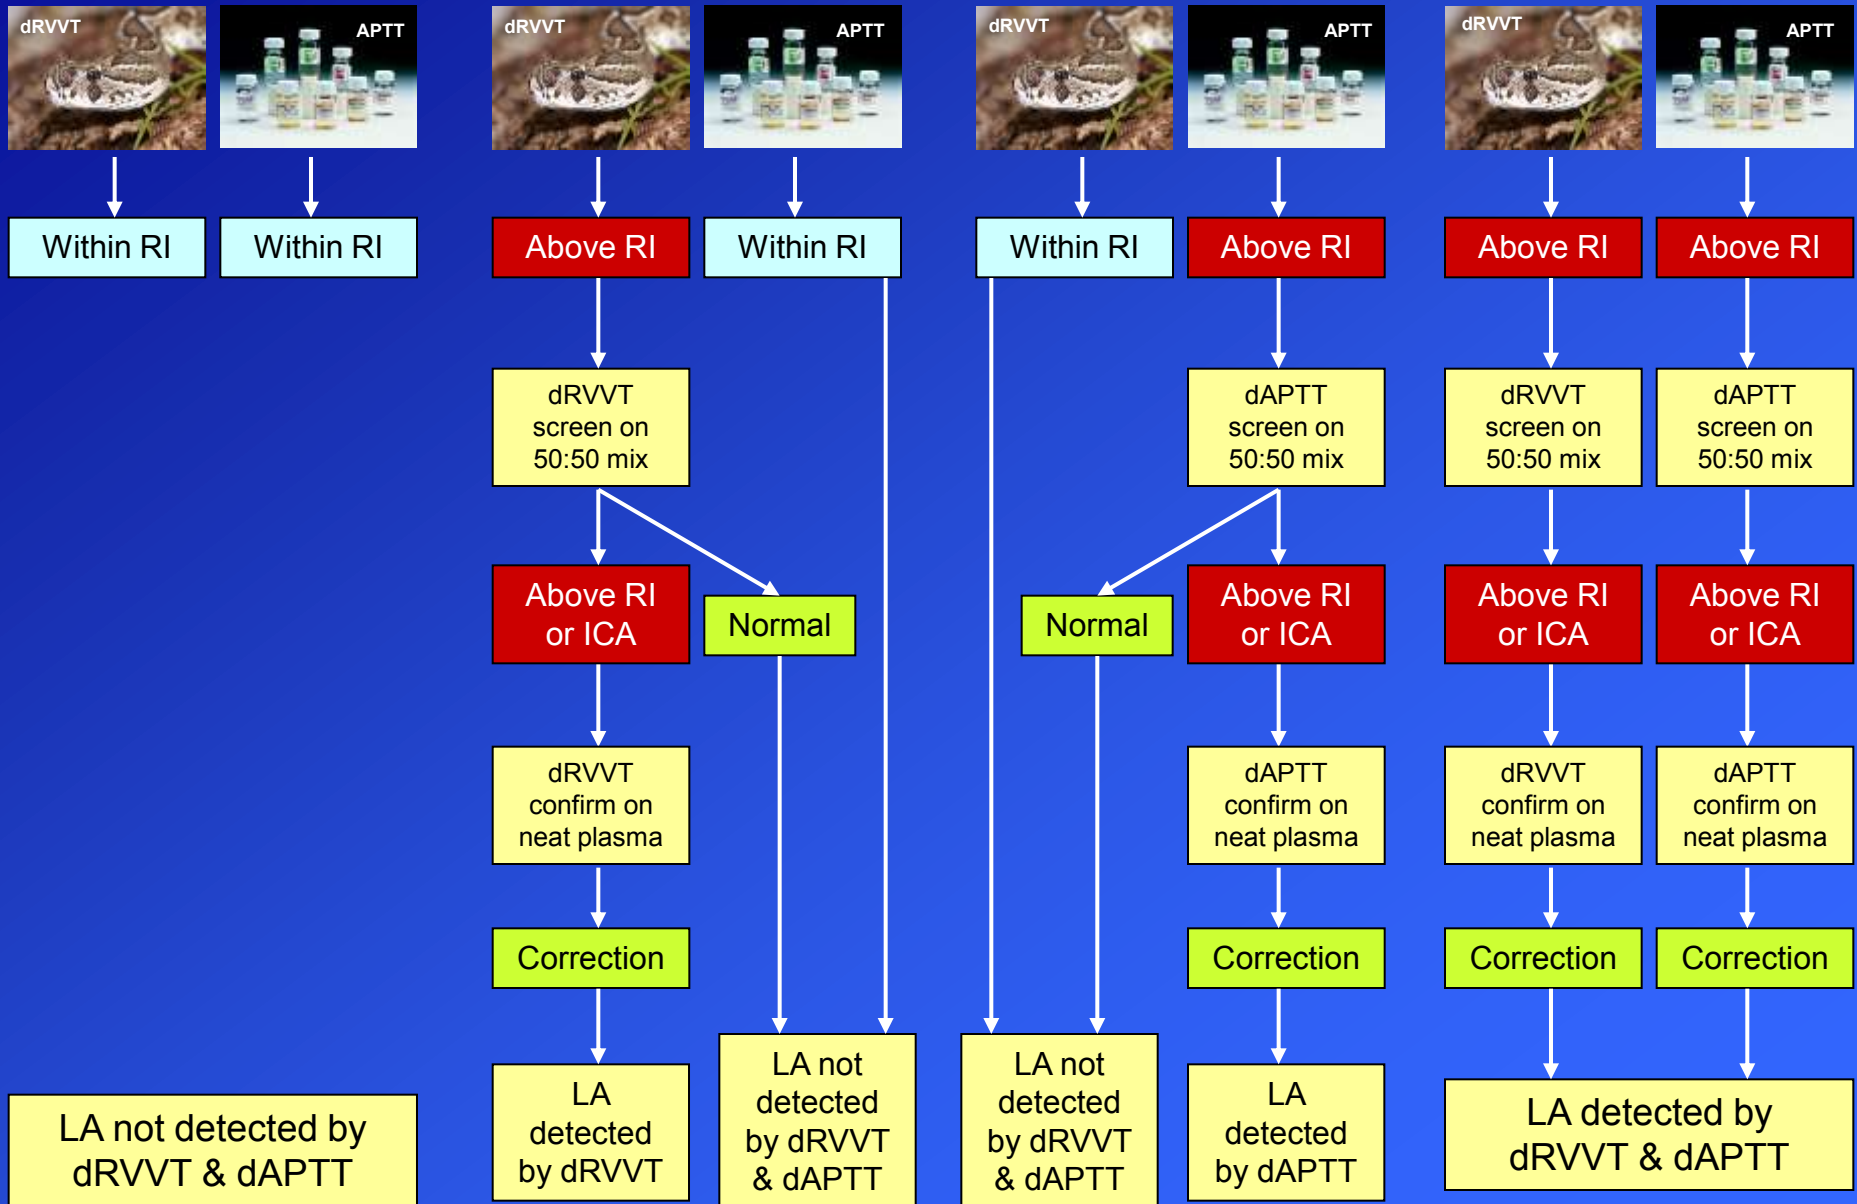 dRVVT
APTT
dRVVT
APTT
dRVVT
APTT
dRVVT
APTT
Within RI
Within RI
Above RI
Within RI
Within RI
Above RI
Above RI
Above RI
dRVVT
screen on
50:50 mix
dAPTT
screen on
50:50 mix
dRVVT
screen on
50:50 mix
dAPTT
screen on
50:50 mix
Above RI
or ICA
Normal
Normal
Above RI
or ICA
Above RI
or ICA
Above RI
or ICA
dRVVT
confirm on
neat plasma
dAPTT
confirm on
neat plasma
dRVVT
confirm on
neat plasma
dAPTT
confirm on
neat plasma
Correction
Correction
Correction
Correction
LA not detected by
dRVVT & dAPTT
LA
detected
by dRVVT
LA not
detected
by dRVVT
& dAPTT
LA not
detected
by dRVVT
& dAPTT
LA
detected
by dAPTT
LA detected by
dRVVT & dAPTT